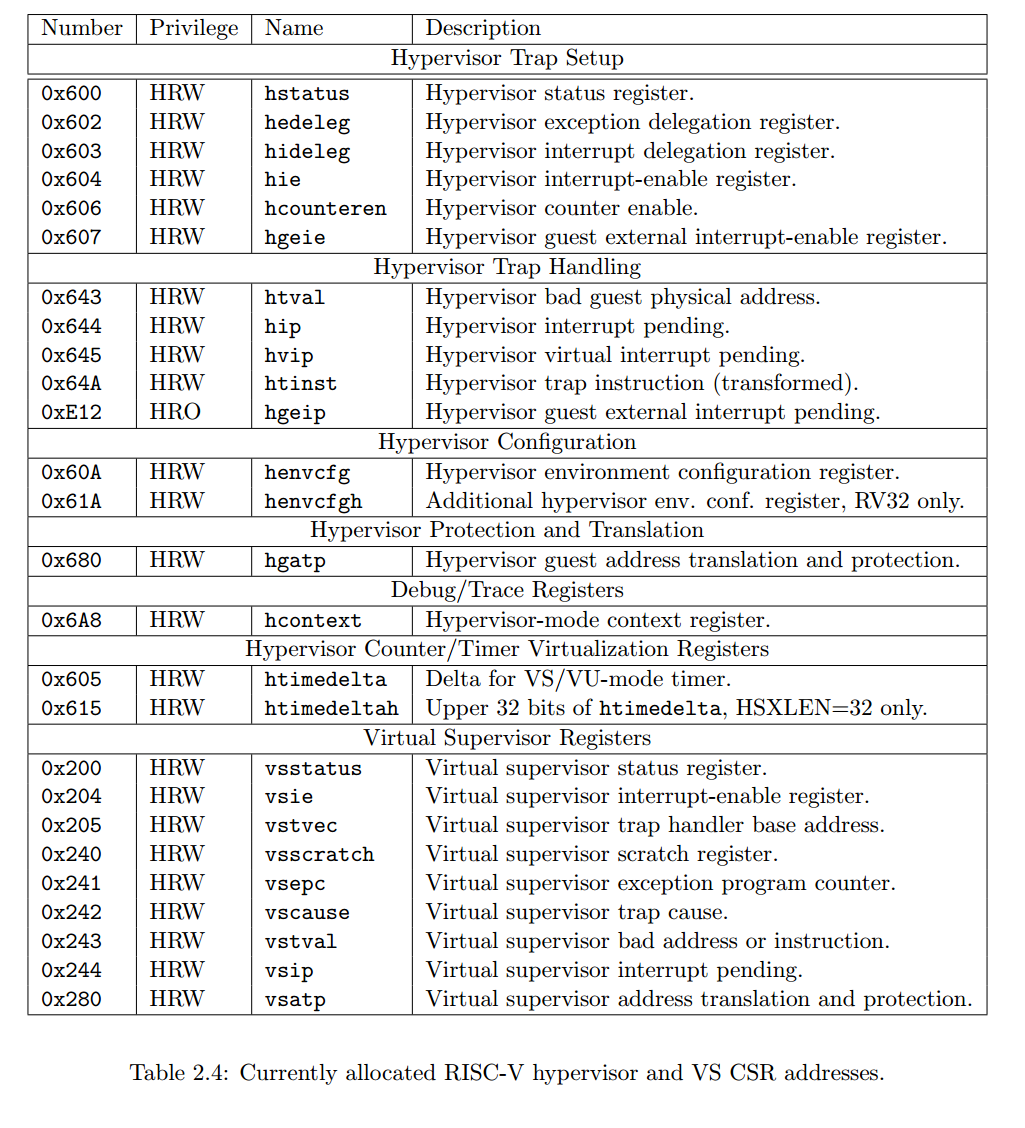 Number Privilege Name Description
Hypervisor Trap Setup
0x600 HRW hstatus Hypervisor status register.
0x602 HRW hedeleg Hypervisor exception delegation register.
0x603 HRW hideleg Hypervisor interrupt delegation register.
0x604 HRW hie Hypervisor interrupt-enable register.
0x606 HRW hcounteren Hypervisor counter enable.
0x607 HRW hgeie Hypervisor guest external interrupt-enable register.
Hypervisor Trap Handling
0x643 HRW htval Hypervisor bad guest physical address.
0x644 HRW hip Hypervisor interrupt pending.
0x645 HRW hvip Hypervisor virtual interrupt pending.
0x64A HRW htinst Hypervisor trap instruction (transformed).
0xE12 HRO hgeip Hypervisor guest external interrupt pending.
Hypervisor Configuration
0x60A HRW henvcfg Hypervisor environment configuration register.
0x61A HRW henvcfgh Additional hypervisor env. conf. register, RV32 only.
Hypervisor Protection and Translation
0x680 HRW hgatp Hypervisor guest address translation and protection.
Debug/Trace Registers
0x6A8 HRW hcontext Hypervisor-mode context register.
Hypervisor Counter/Timer Virtualization Registers
0x605 HRW htimedelta Delta for VS/VU-mode timer.
0x615 HRW htimedeltah Upper 32 bits of htimedelta, HSXLEN=32 only.
Virtual Supervisor Registers
0x200 HRW vsstatus Virtual supervisor status register.
0x204 HRW vsie Virtual supervisor interrupt-enable register.
0x205 HRW vstvec Virtual supervisor trap handler base address.
0x240 HRW vsscratch Virtual supervisor scratch register.
0x241 HRW vsepc Virtual supervisor exception program counter.
0x242 HRW vscause Virtual supervisor trap cause.
0x243 HRW vstval Virtual supervisor bad address or instruction.
0x244 HRW vsip Virtual supervisor interrupt pending.
0x280 HRW vsatp Virtual supervisor address translation and protection.
Table 2.4: Currently allocated RISC-V hypervisor and VS CSR addresses.